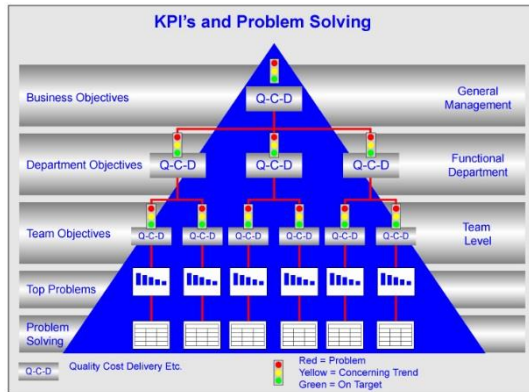 KPI's and Problem Solving
Business Objectives
Q-C-D
General
Management
Department Objectives
Q-C-D
Q-C-D
Q-C-D
Functional
Department
Team Objectives
Q-C-D
Q-C-D
Q-C-D
Q-C-D
Q-C-D
Q-C-D
Team
Level
Top Problems
Problem
Solving
Q-C-D
Quality Cost Delivery Etc.
Red = Problem
Yellow = Concerning Trend
Green = On Target